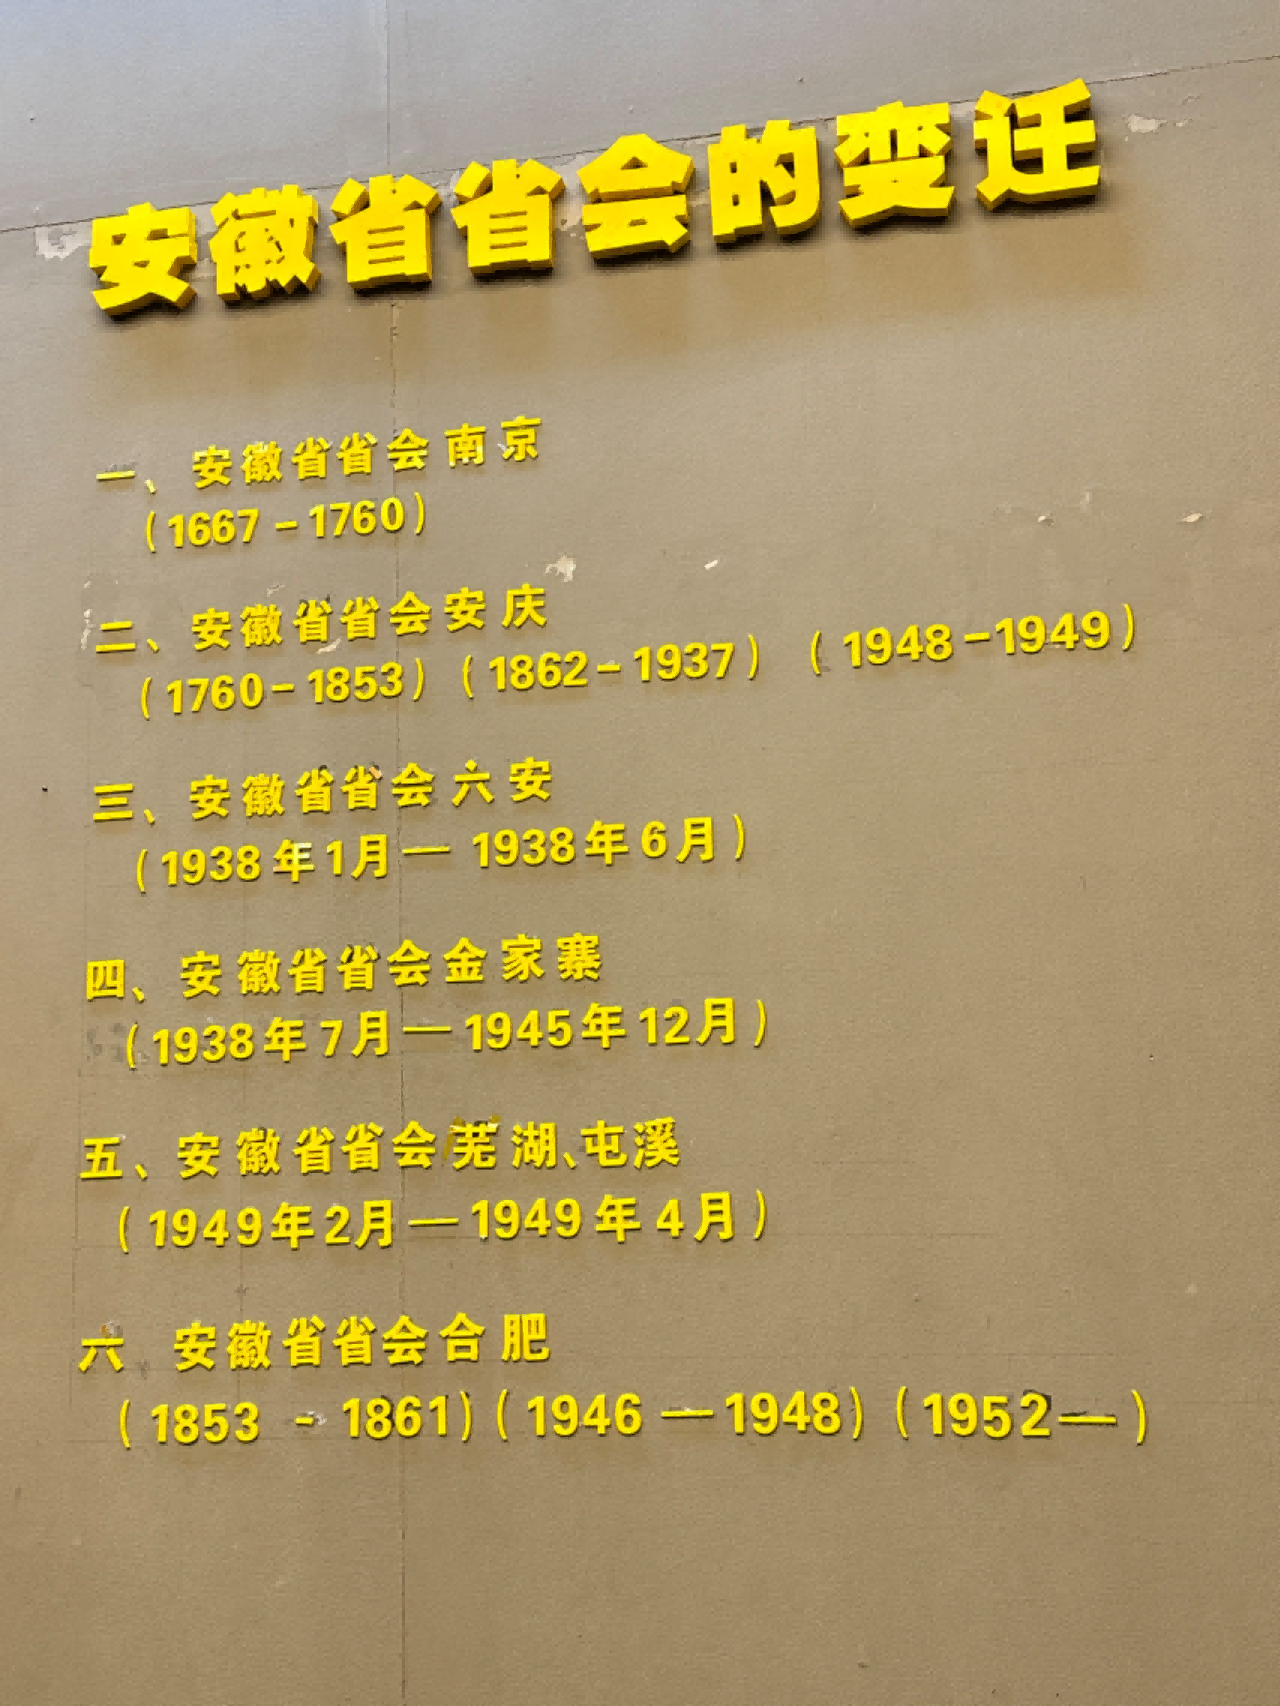 安徽省省会的变迁
一、安徽省省会南京
（1667-1760）
二、安徽省省会安庆
（1760-1853）（1862-1937）（1948-1949）
三、安徽省省会六安
（1938年1月—1938年6月）
四、安徽省省会金家寨
（1938年7月—1945年12月）
五、安徽省省会芜湖、屯溪
（1949年2月—1949年4月）
六 安徽省省会合肥
（1853-1861）（1946—1948）（1952—）